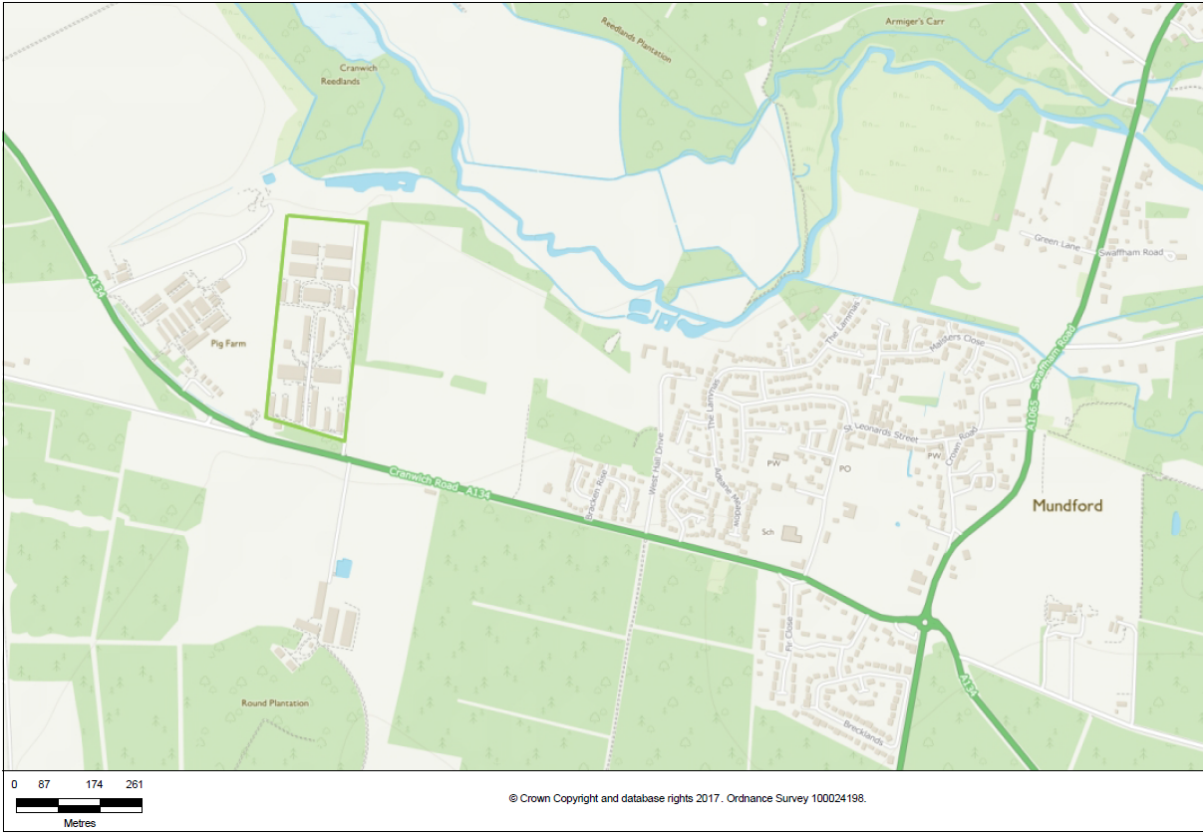 Armiger's Carr
Reedlands Plantation
Cranwich
Reedlands
Green Lane
Swaffham Road
A134
Pig Farm
The Lammas
Hamsters Close
A1065 Swaffham Road
The Lammas
St. Leonards Street
Crown Road
West Hall Drive
PW
PW
PO
Adeane Meadow
Bracken Rise
Cranwich Road A134
Sch
Mundford
Fir Close
A134
Round Plantation
Brecklands
0 87 174 261
Metres
© Crown Copyright and database rights 2017. Ordnance Survey 100024198.